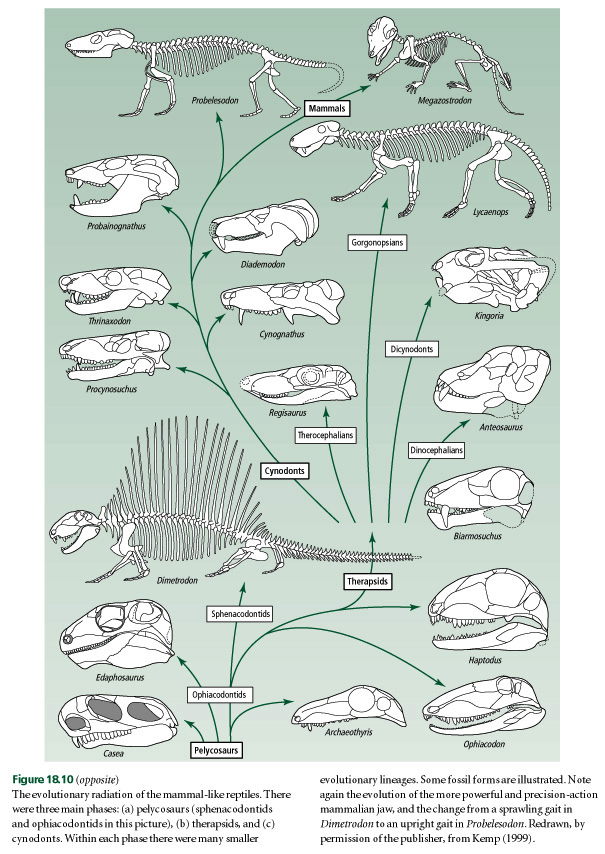 Probelesodon
Mammals
Megazostrodon
Lycaenops
Probainognathus
Gorgonopsians
Diademodon
Kingoria
Thrinaxodon
Cynognathus
Dicynodonts
Procynosuchus
Regisaurus
Anteosaurus
Therocephalians
Dinocephalians
Cynodonts
Biarmosuchus
Dimetrodon
Therapsids
Sphenacodontids
Haptodus
Edaphosaurus
Ophiacodontids
Archaeothyris
Ophiacodon
Casea
Pelycosaurs
Figure 18.10 (opposite)
The evolutionary radiation of the mammal-like reptiles. There
were three main phases: (a) pelycosaurs (sphenacodontids
and ophiacodontids in this picture), (b) therapsids, and (c)
cynodonts. Within each phase there were many smaller
evolutionary lineages. Some fossil forms are illustrated. Note
again the evolution of the more powerful and precision-action
mammalian jaw, and the change from a sprawling gait in
Dimetrodon to an upright gait in Probelesodon. Redrawn, by
permission of the publisher, from Kemp (1999).